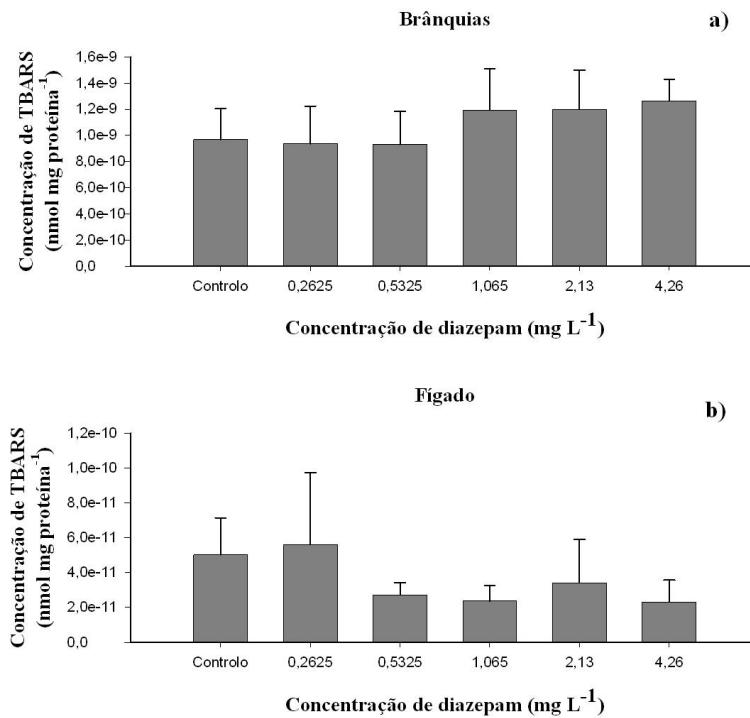 Brânquias
a)
Concentração de TBARS
(nmol mg proteína-1)
1,6e-9
1,4e-9
1,2e-9
1,0e-9
8,0e-10
6,0e-10
4,0e-10
2,0e-10
0,0
Controlo 0,2625 0,5325 1,065 2,13 4,26
Concentração de diazepam (mg L-1)
Fígado
b)
Concentração de TBARS
(nmol mg proteína-1)
1,2e-10
1,0e-10
8,0e-11
6,0e-11
4,0e-11
2,0e-11
0,0
Controlo 0,2625 0,5325 1,065 2,13 4,26
Concentração de diazepam (mg L-1)